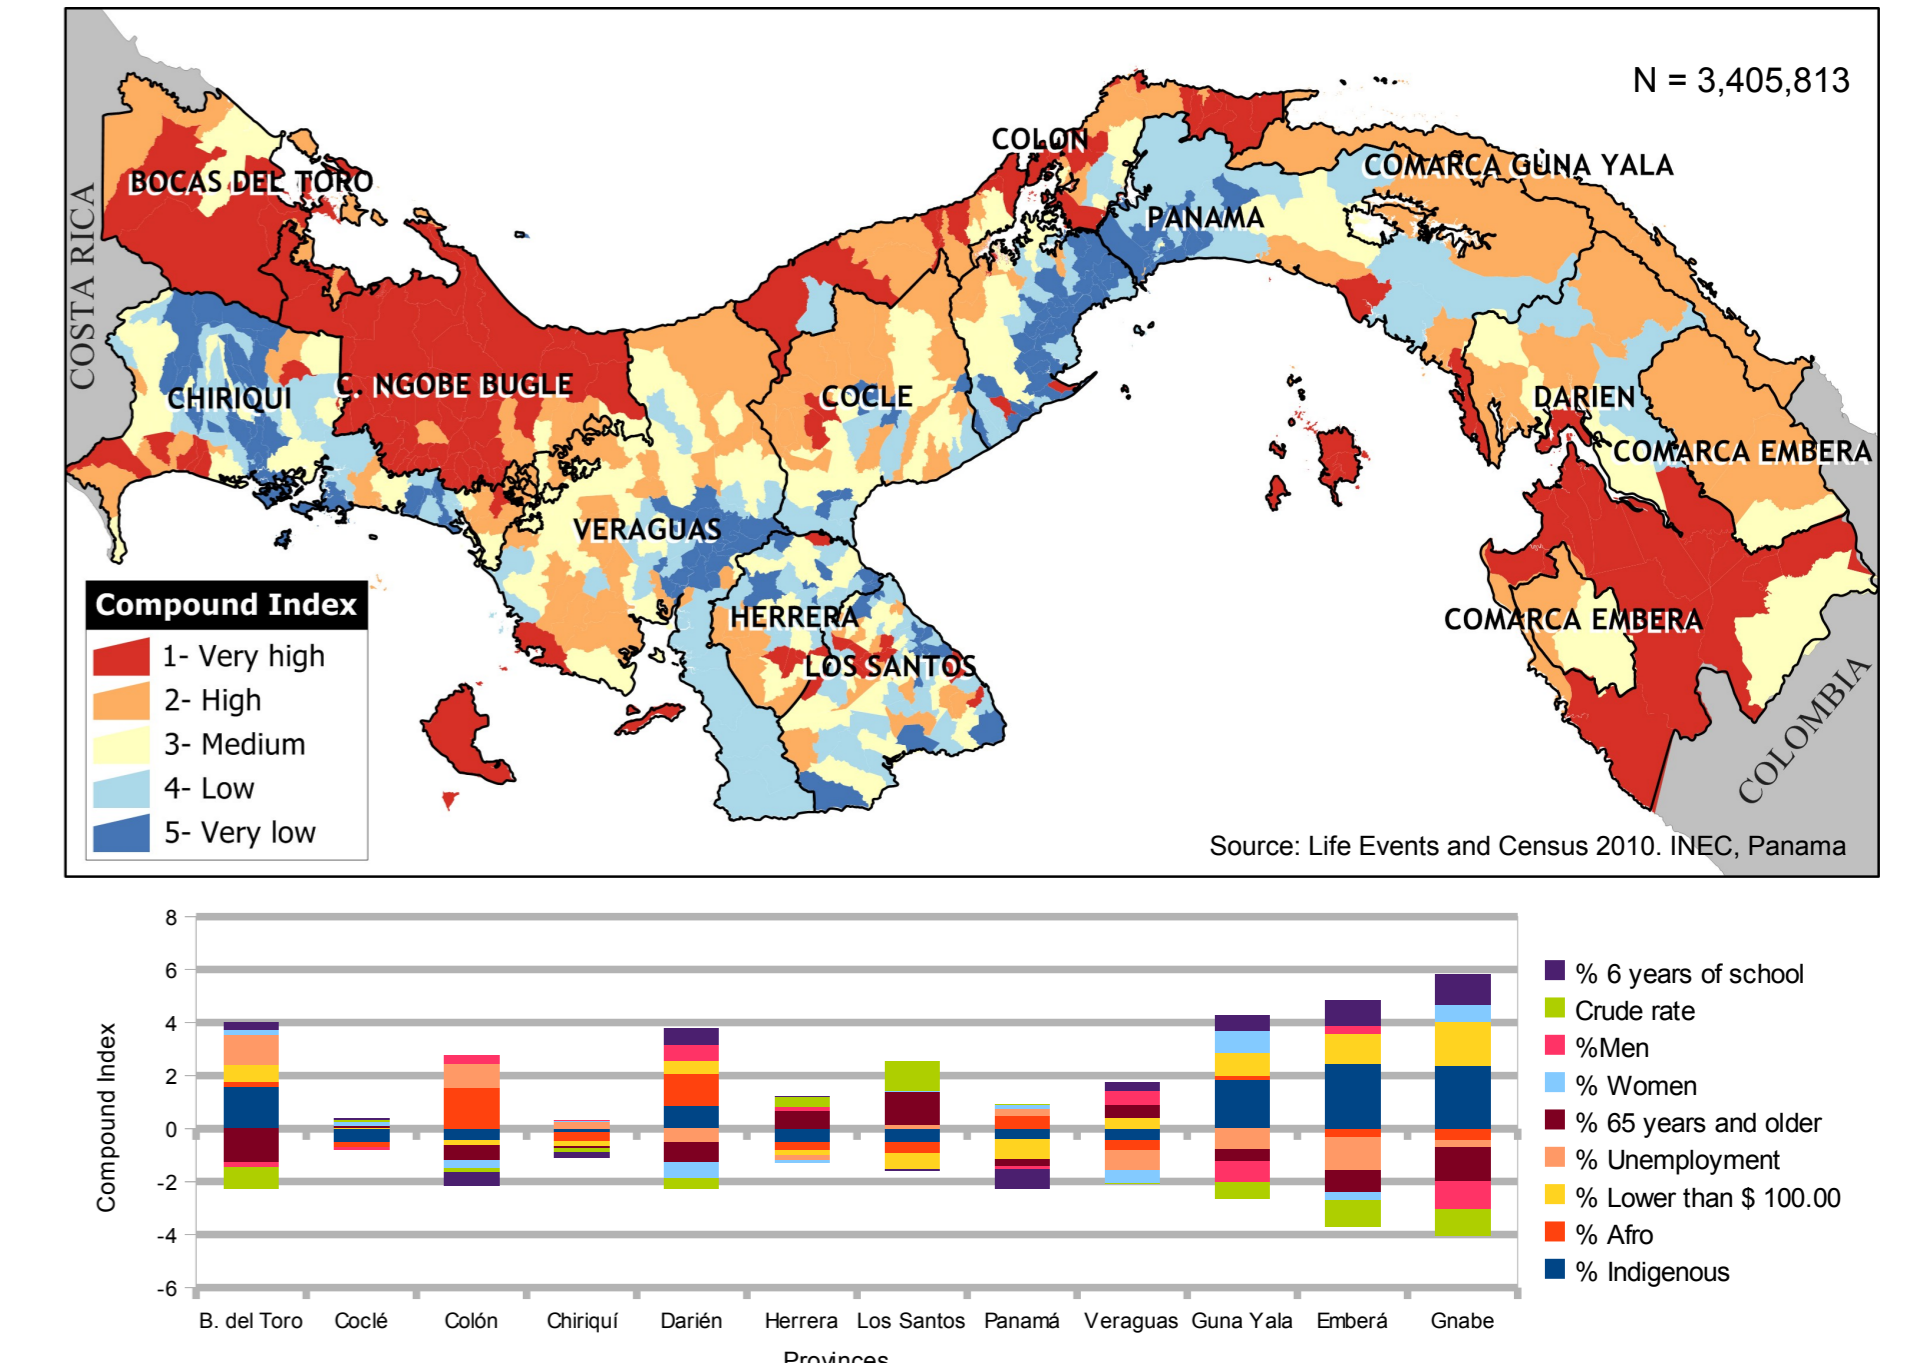 N = 3,405,813
COLON
COMARCA GUNA YALA
BOCAS DEL TORO
PANAMA
COSTA RICA
CHIRIQUI
C. NGOBE BUGLE
COCLE
DARIEN
COMARCA EMBERA
VERAGUAS
HERRERA
COMARCA EMBERA
LOS SANTOS
COLOMBIA
Compound Index
1- Very high
2- High
3- Medium
4- Low
5- Very low
Source: Life Events and Census 2010. INEC, Panama
8
6
4
2
0
-2
-4
-6
Compound Index
B. del Toro Coclé Colón Chiriquí Darién Herrera Los Santos Panamá Veraguas Guna Yala Emberá Gnabe
Provinces
% 6 years of school
Crude rate
%Men
% Women
% 65 years and older
% Unemployment
% Lower than $ 100.00
% Afro
% Indigenous